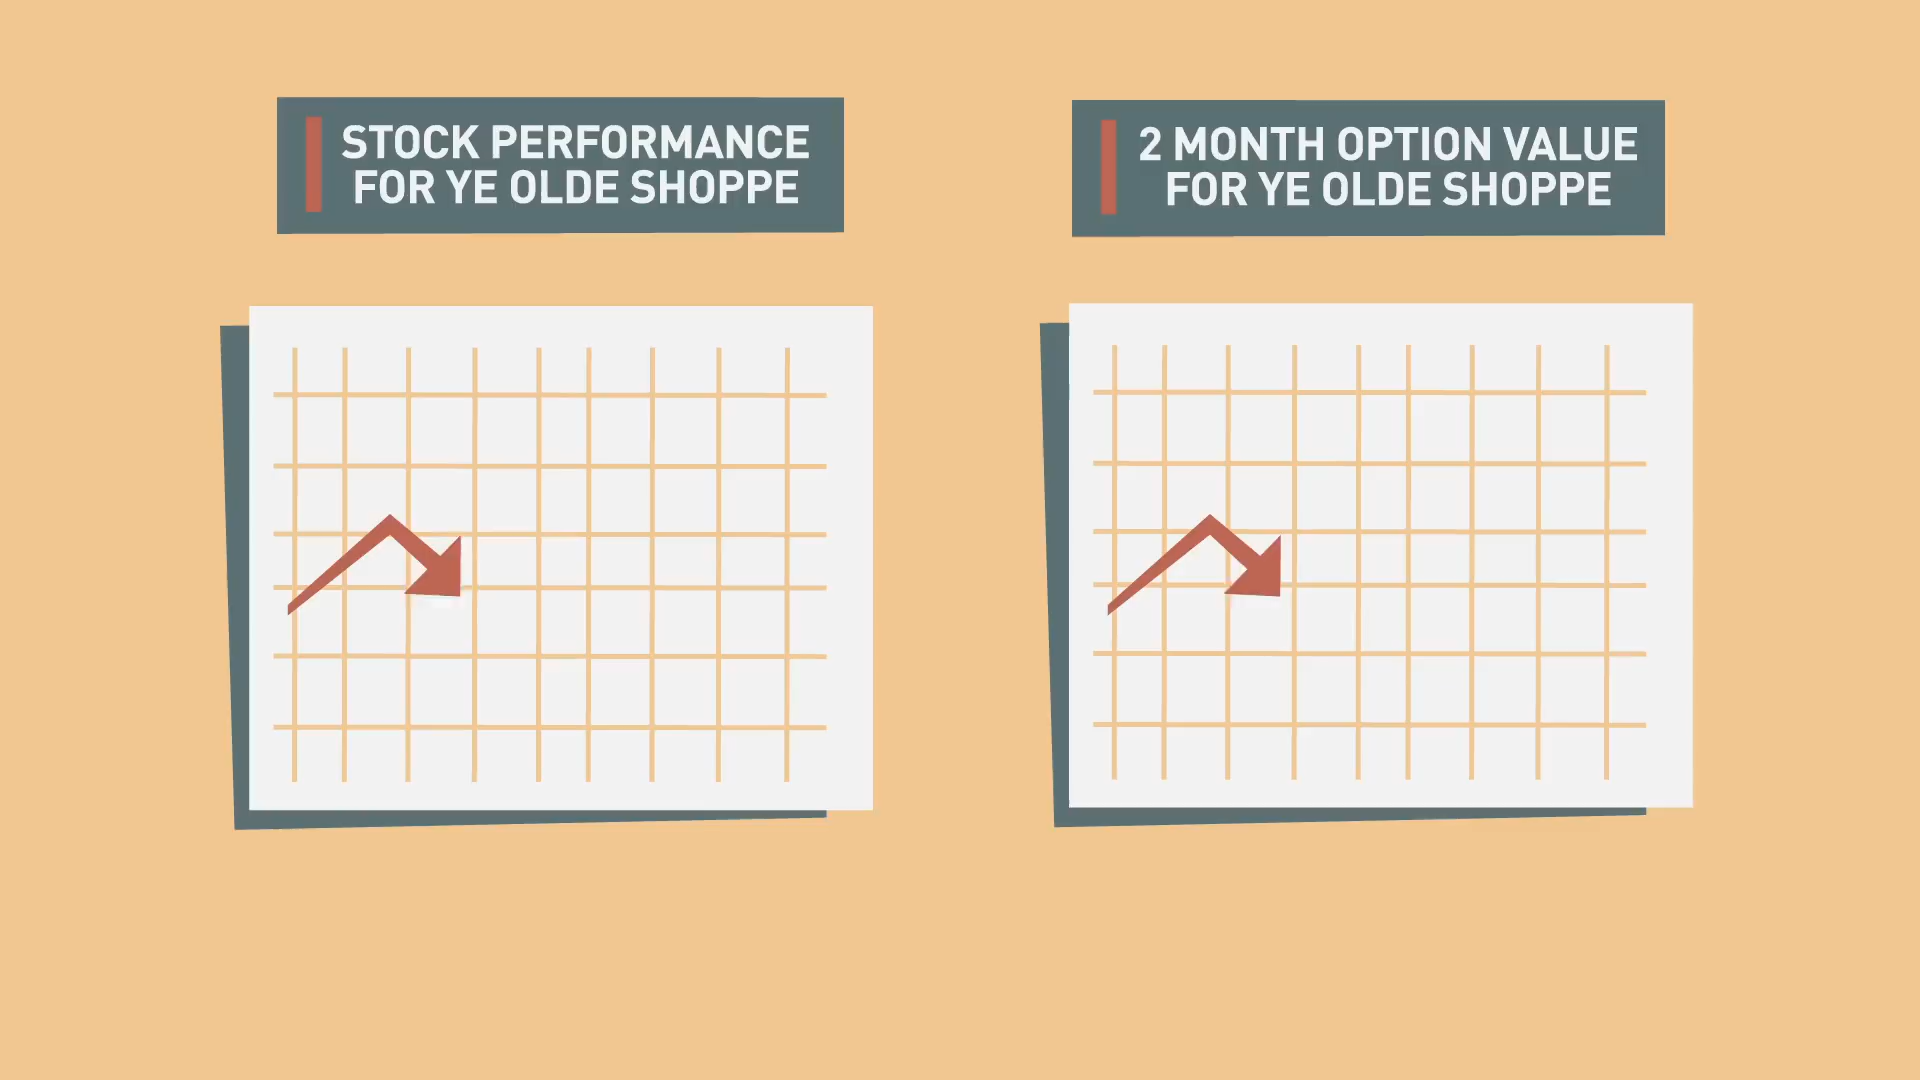 STOCK PERFORMANCE
FOR YE OLDE SHOPPE
2 MONTH OPTION VALUE
FOR YE OLDE SHOPPE